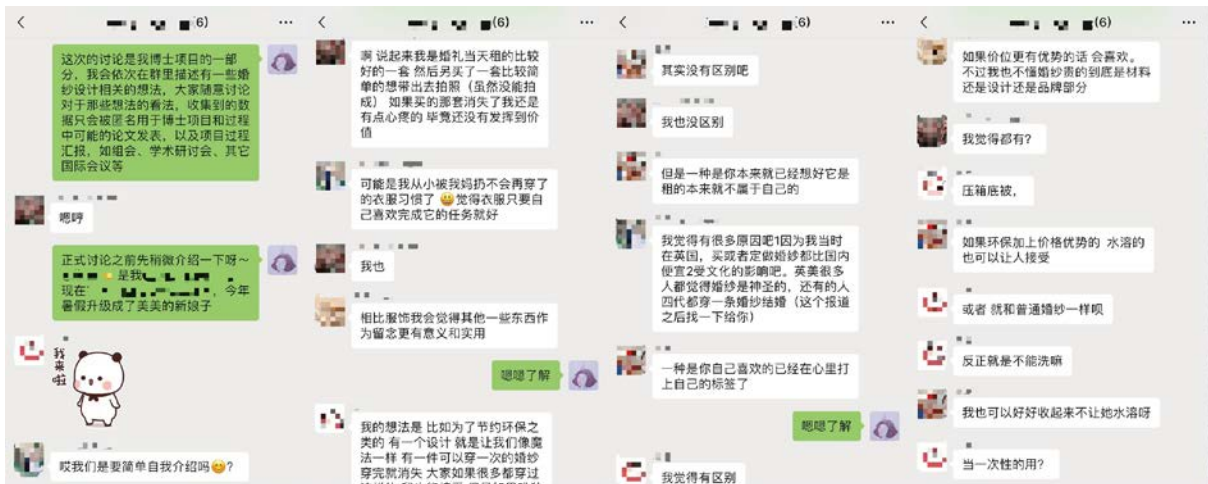 (6)
这次的讨论是我博士项目的一部
分，我会依次在群里描述有一些婚
纱设计相关的想法，大家随意讨论
对于那些想法的看法，收集到的数
据只会被匿名用于博士项目和过程
中可能的论文发表，以及项目过程
汇报，如组会、学术研讨会、其它
国际会议等
嗯哼
正式讨论之前先稍微介绍一下呀～
是我
现在
，今年
暑假升级成了美美的新娘子
我来啦
哎我们是要简单自我介绍吗？
(6)
啊 说起来我是婚礼当天租的比较
好的一套 然后另买了一套比较简
单的想带出去拍照（虽然没能拍
成） 如果买的那套消失了我还是
有点心疼的 毕竟还没有发挥到价
值
可能是我从小被我妈扔不会再穿了
的衣服习惯了 觉得衣服只要自
己喜欢完成它的任务就好
我也
相比服饰我会觉得其他一些东西作
为留念更有意义和实用
嗯嗯了解
我的想法是 比如为了节约环保之
类的 有一个设计 就是让我们像魔
法一样 有一件可以穿一次的婚纱
穿完就消失 大家如果很多都穿过
(6)
其实没有区别吧
我也没区别
但是一种是你本来就已经想好它是
租的本来就不属于自己的
我觉得有很多原因吧1因为我当时
在英国，买或者定做婚纱都比国内
便宜2受文化的影响吧。英美很多
人都觉得婚纱是神圣的，还有的人
四代都穿一条婚纱结婚（这个报道
之后找一下给你）
一种是你自己喜欢的已经在心里打
上自己的标签了
嗯嗯了解
我觉得有区别
(6)
如果价位更有优势的话 会喜欢。
不过我也不懂婚纱贵的到底是材料
还是设计还是品牌部分
我觉得都有？
压箱底被，
如果环保加上价格优势的 水溶的
也可以让人接受
或者 就和普通婚纱一样呗
反正就是不能洗嘛
我也可以好好收起来不让她水溶呀
当一次性的用？